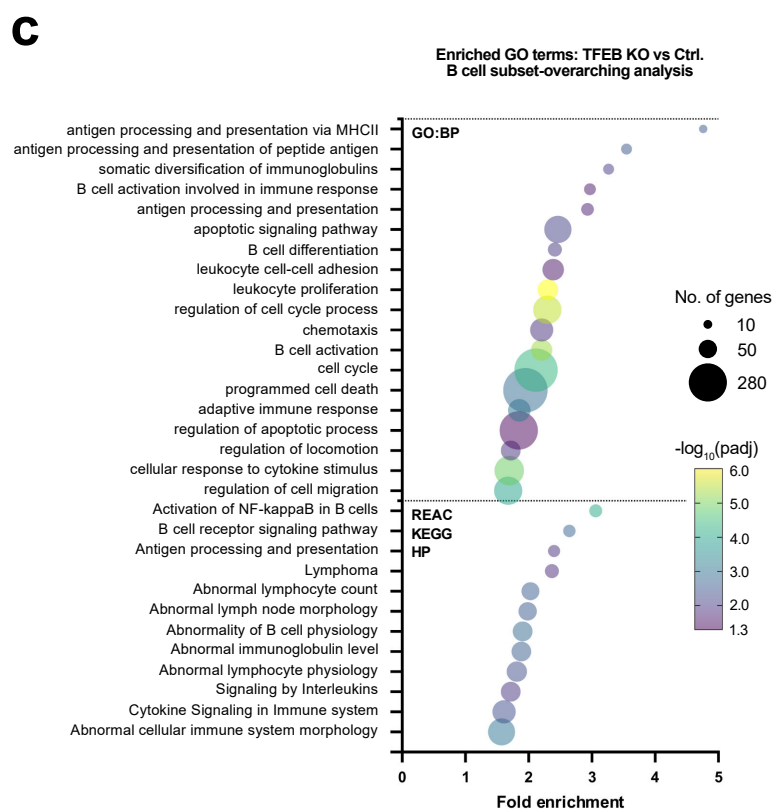 c
Enriched GO terms: TFEB KO vs Ctrl.
B cell subset-overarching analysis
antigen processing and presentation via MHCII
antigen processing and presentation of peptide antigen
somatic diversification of immunoglobulins
B cell activation involved in immune response
antigen processing and presentation
apoptotic signaling pathway
B cell differentiation
leukocyte cell-cell adhesion
leukocyte proliferation
regulation of cell cycle process
chemotaxis
B cell activation
cell cycle
programmed cell death
adaptive immune response
regulation of apoptotic process
regulation of locomotion
cellular response to cytokine stimulus
regulation of cell migration
Activation of NF-kappaB in B cells
B cell receptor signaling pathway
Antigen processing and presentation
Lymphoma
Abnormal lymphocyte count
Abnormal lymph node morphology
Abnormality of B cell physiology
Abnormal immunoglobulin level
Abnormal lymphocyte physiology
Signaling by Interleukins
Cytokine Signaling in Immune system
Abnormal cellular immune system morphology
GO:BP
REAC
KEGG
HP
0 1 2 3 4 5
Fold enrichment
No. of genes
10
50
280
-log10(padj)
6.0
5.0
4.0
3.0
2.0
1.3